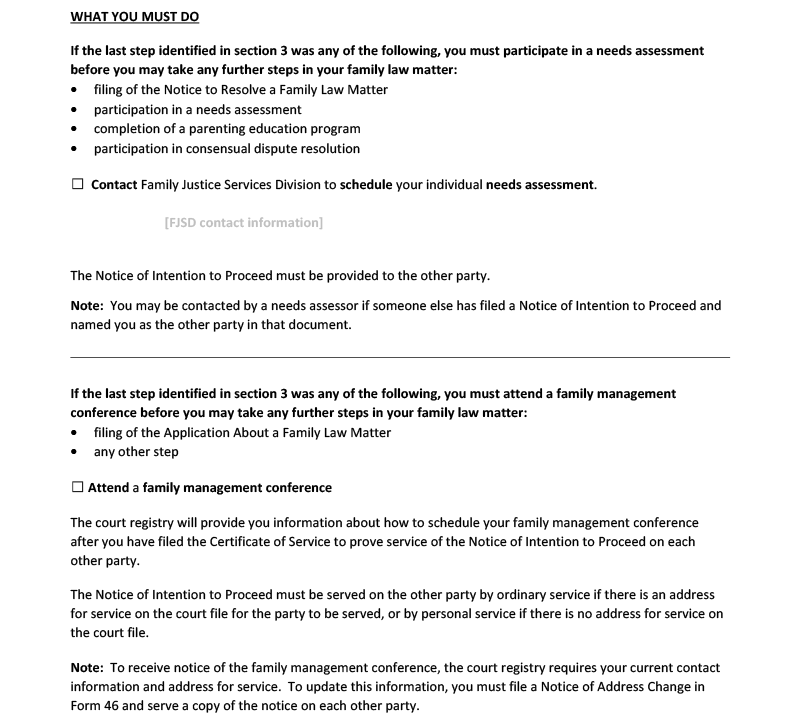 WHAT YOU MUST DO
If the last step identified in section 3 was any of the following, you must participate in a needs assessment
before you may take any further steps in your family law matter:
• filing of the Notice to Resolve a Family Law Matter
• participation in a needs assessment
• completion of a parenting education program
• participation in consensual dispute resolution
☐ Contact Family Justice Services Division to schedule your individual needs assessment.
[FJSD contact information]
The Notice of Intention to Proceed must be provided to the other party.
Note: You may be contacted by a needs assessor if someone else has filed a Notice of Intention to Proceed and
named you as the other party in that document.
If the last step identified in section 3 was any of the following, you must attend a family management
conference before you may take any further steps in your family law matter:
• filing of the Application About a Family Law Matter
• any other step
☐ Attend a family management conference
The court registry will provide you information about how to schedule your family management conference
after you have filed the Certificate of Service to prove service of the Notice of Intention to Proceed on each
other party.
The Notice of Intention to Proceed must be served on the other party by ordinary service if there is an address
for service on the court file for the party to be served, or by personal service if there is no address for service on
the court file.
Note: To receive notice of the family management conference, the court registry requires your current contact
information and address for service. To update this information, you must file a Notice of Address Change in
Form 46 and serve a copy of the notice on each other party.